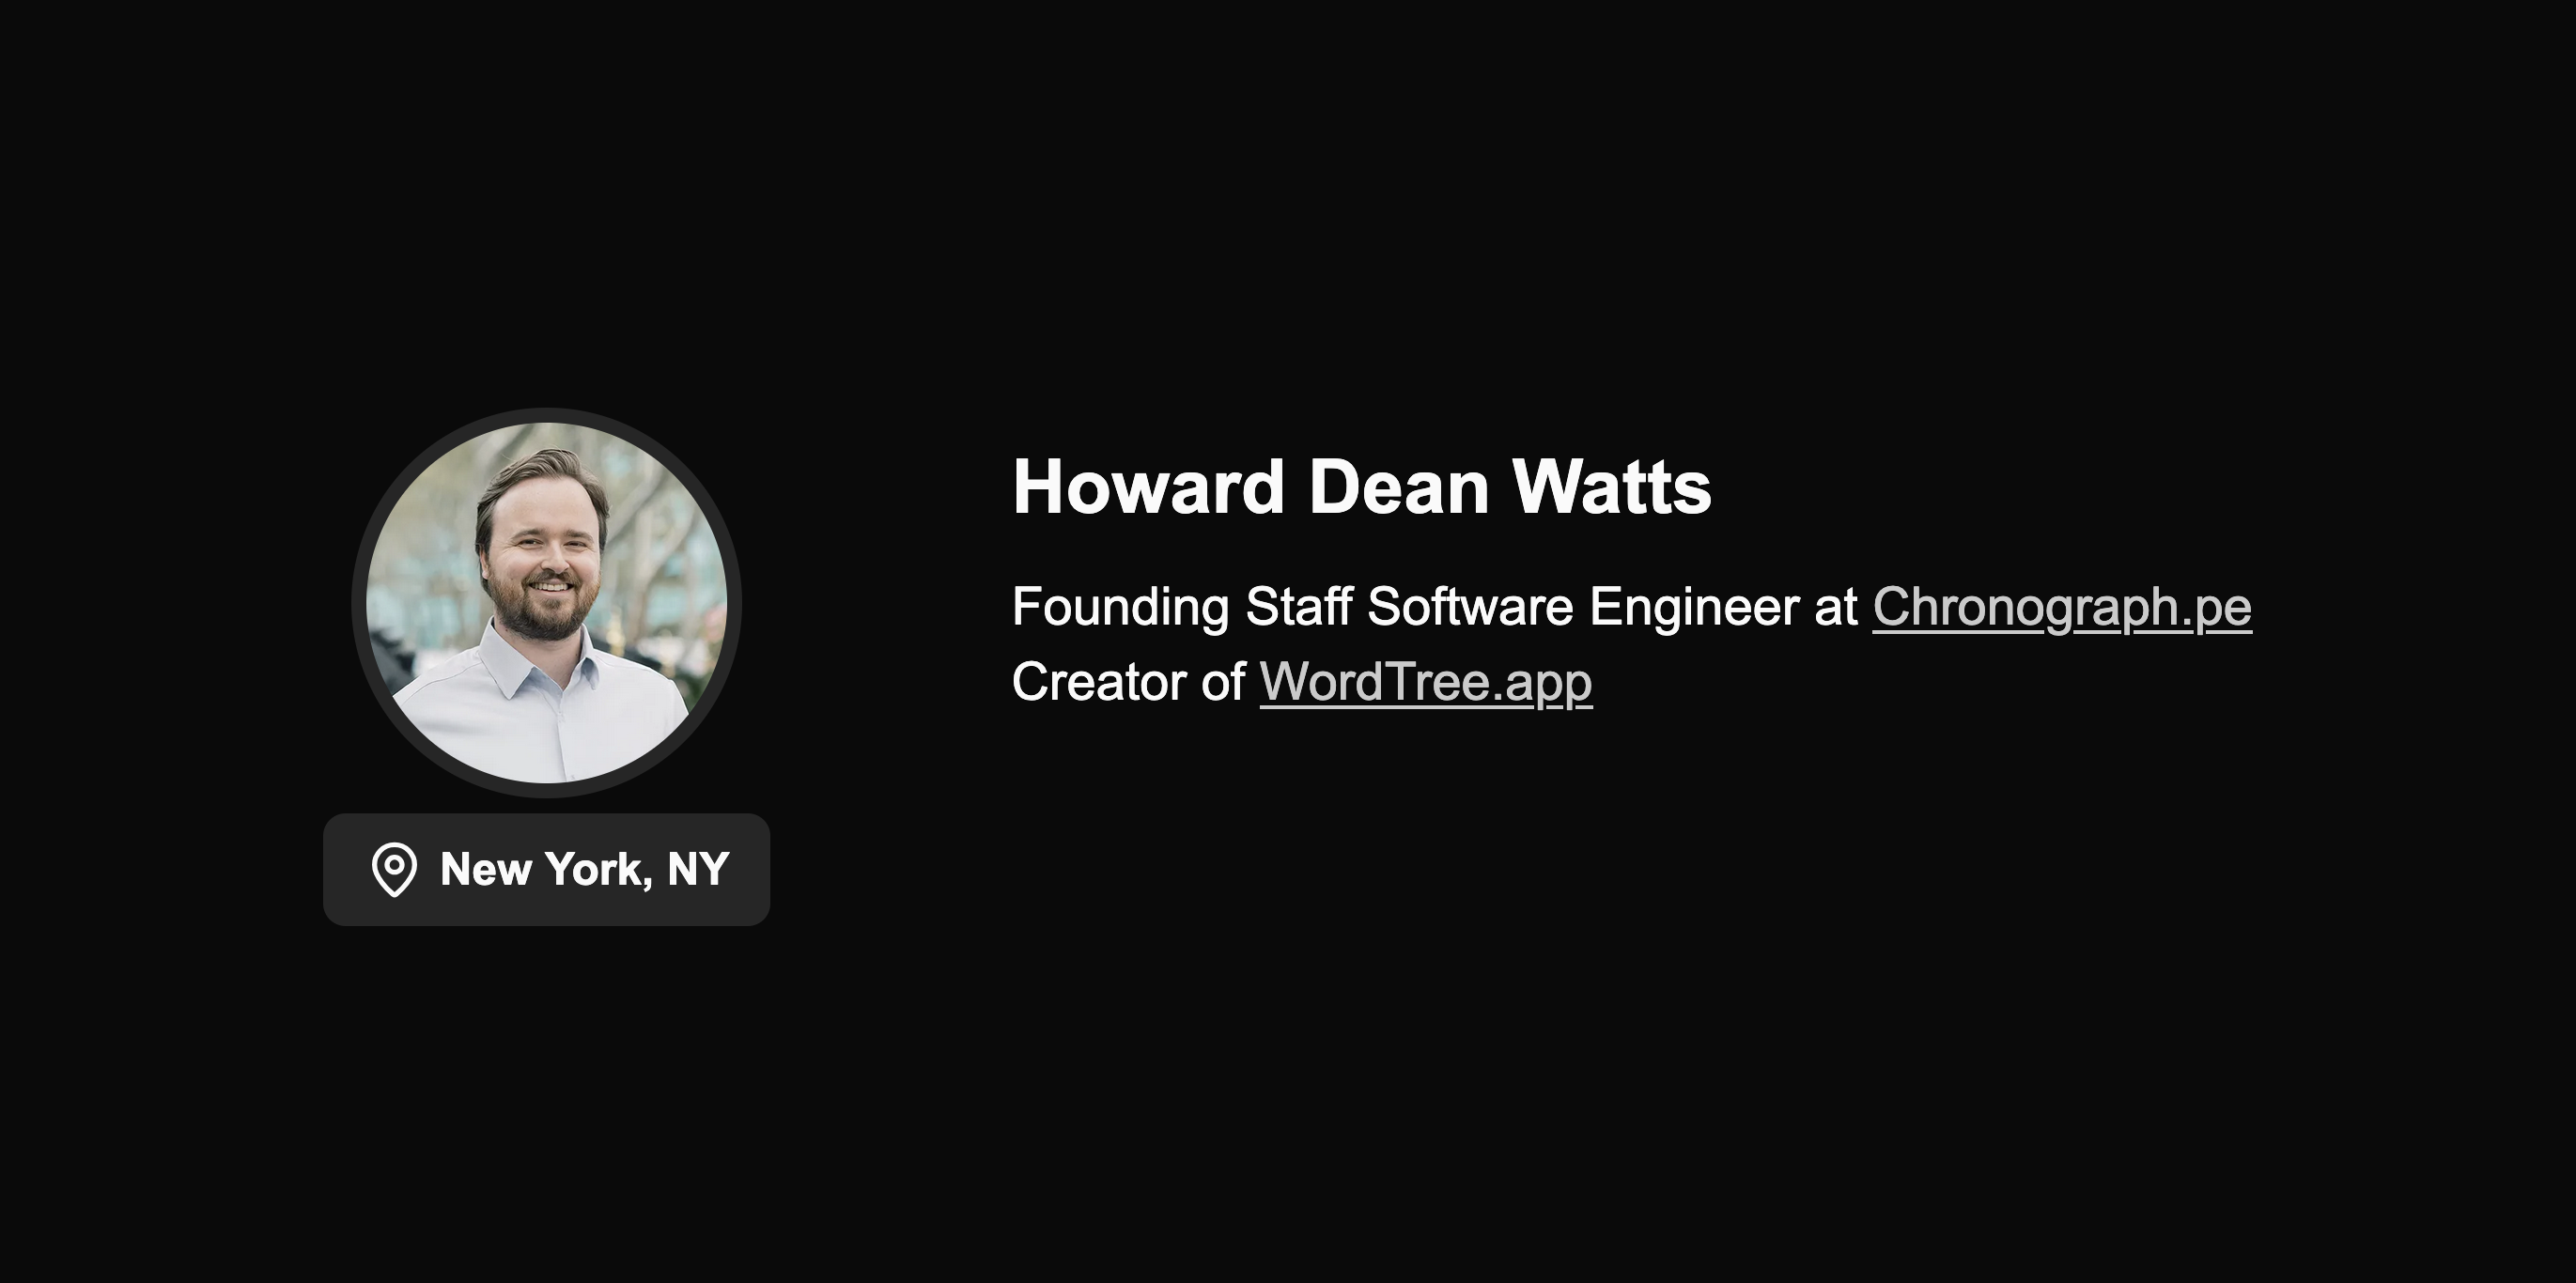 Howard Dean Watts
Founding Staff Software Engineer at Chronograph.pe
Creator of WordTree.app
New York, NY